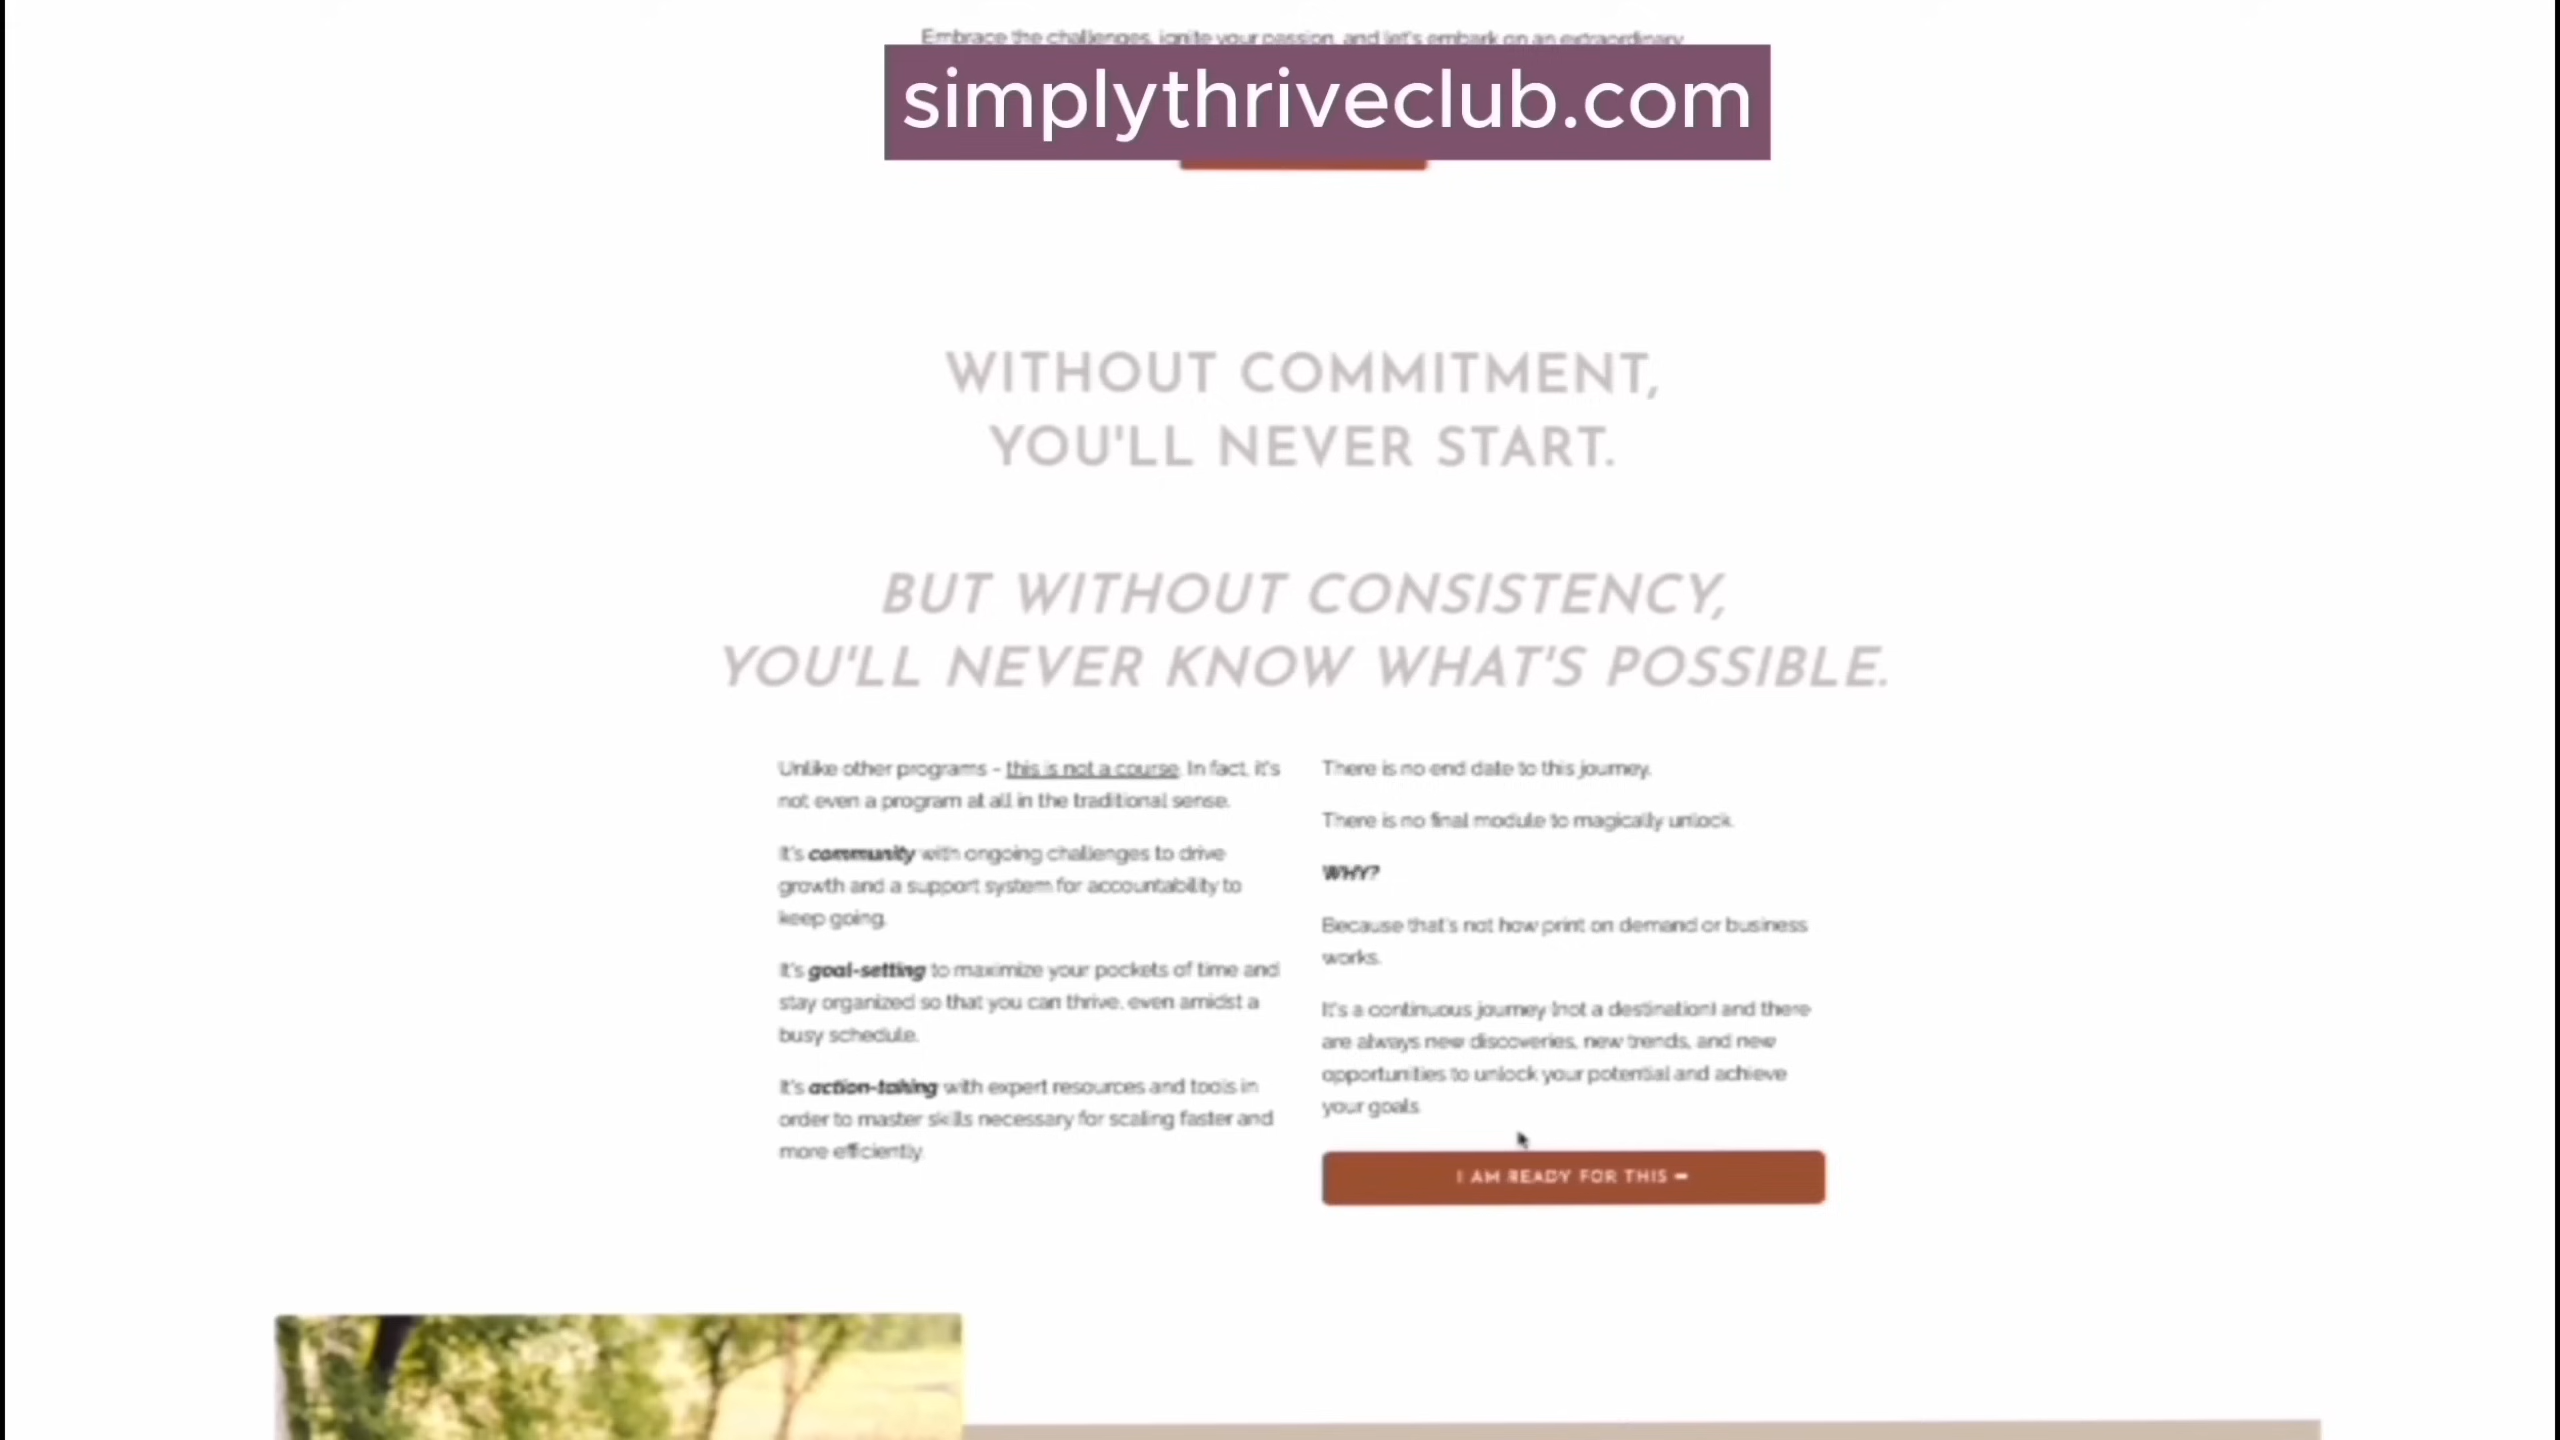 Embrace the challenges, ignite your passion, and let's embark on an extraordinary
simplythriveclub.com
WITHOUT COMMITMENT,
YOU'LL NEVER START.
BUT WITHOUT CONSISTENCY,
YOU'LL NEVER KNOW WHAT'S POSSIBLE.
Unlike other programs - this is not a course. In fact, it's
not even a program at all in the traditional sense.
It's community with ongoing challenges to drive
growth and a support system for accountability to
keep going.
It's goal-setting to maximize your pockets of time and
stay organized so that you can thrive, even amidst a
busy schedule.
It's action-taking with expert resources and tools in
order to master skills necessary for scaling faster and
more efficiently.
There is no end date to this journey.
There is no final module to magically unlock.
WHY?
Because that's not how print on demand or business
works.
It's a continuous journey (not a destination) and there
are always new discoveries, new trends, and new
opportunities to unlock your potential and achieve
your goals.
I AM READY FOR THIS